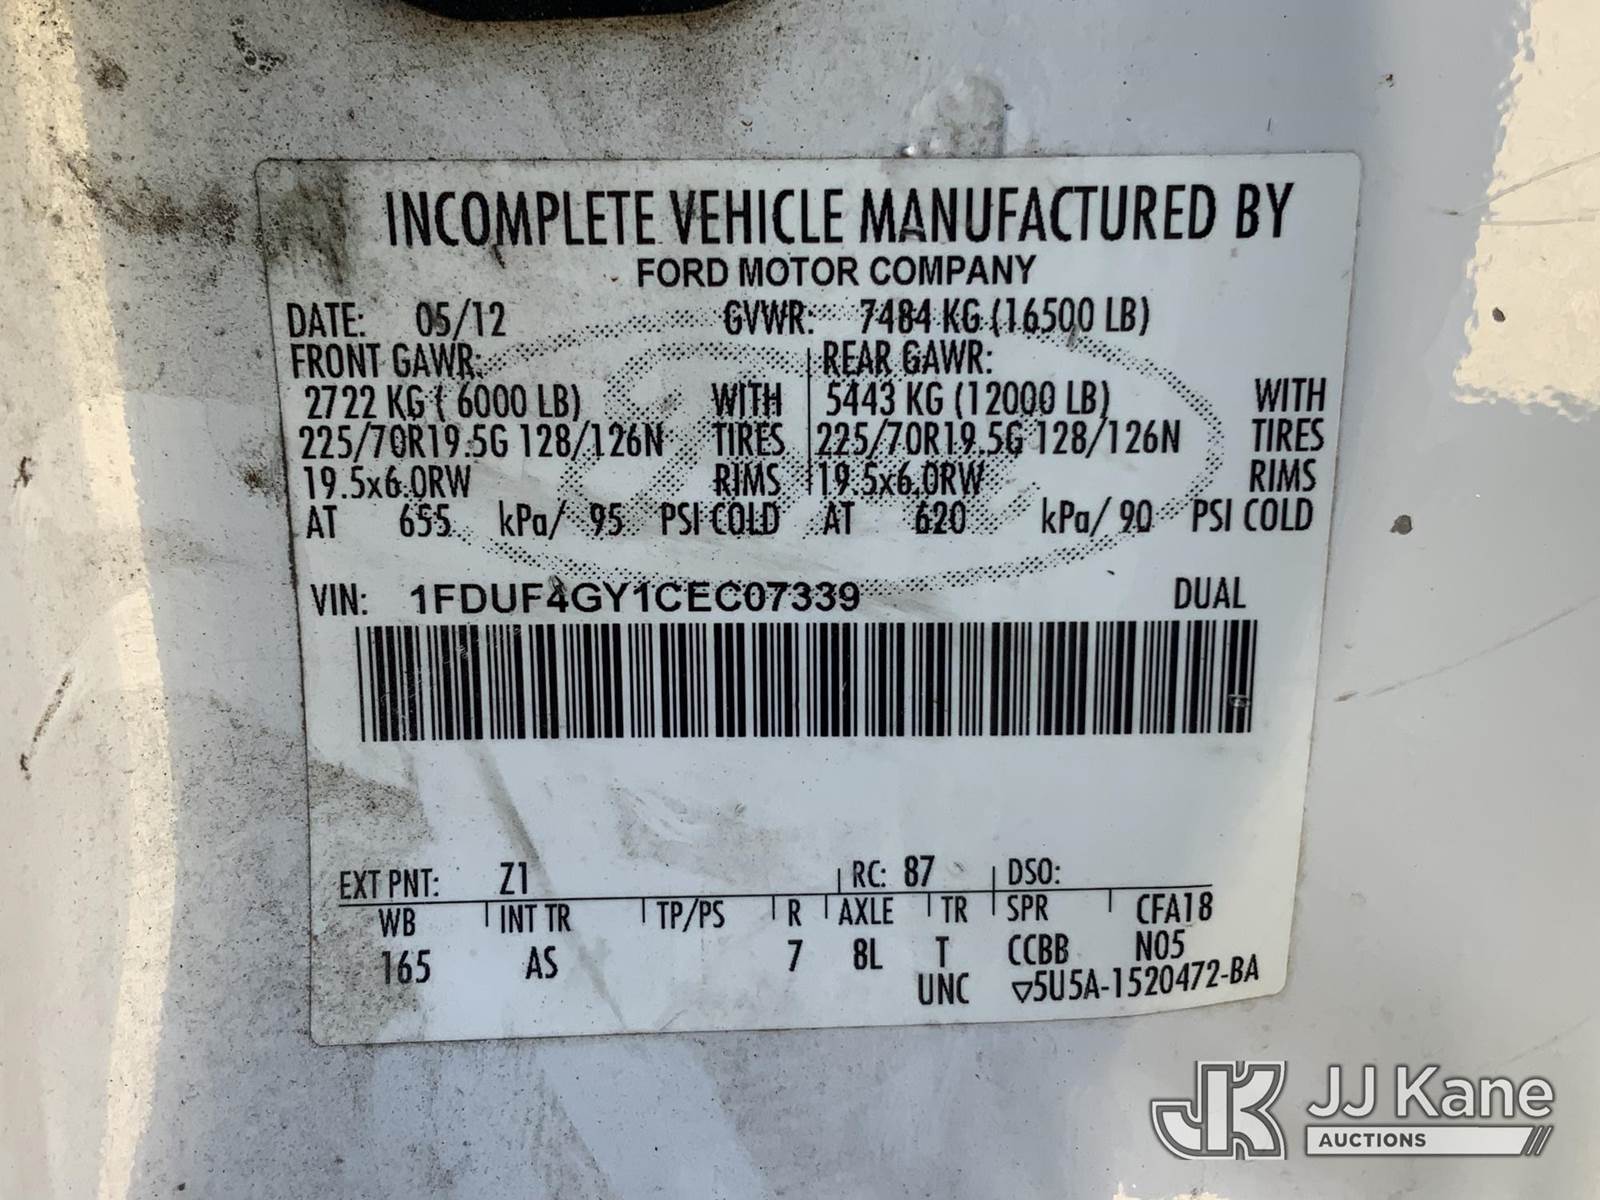 INCOMPLETE VEHICLE MANUFACTURED BY
FORD MOTOR COMPANY
DATE: 05/12 GVWR: 7484 KG (16500 LB)
FRONT GAWR: REAR GAWR:
2722 KG ( 6000 LB) WITH 5443 KG (12000 LB) WITH
225/70R19.5G 128/126N TIRES 225/70R19.5G 128/126N TIRES
19.5x6.0RW RIMS 19.5x6.0RW RIMS
AT 655 kPa/ 95 PSI COLD AT 620 kPa/ 90 PSI COLD
VIN: 1FDUF4GY1CEC07339 DUAL
EXT PNT: Z1 RC: 87 DSO:
WB INT TR TP/PS R AXLE TR SPR CFA18
165 AS 7 8L T CCBB N05
UNC ▽5U5A-1520472-BA
JK JJ Kane
AUCTIONS